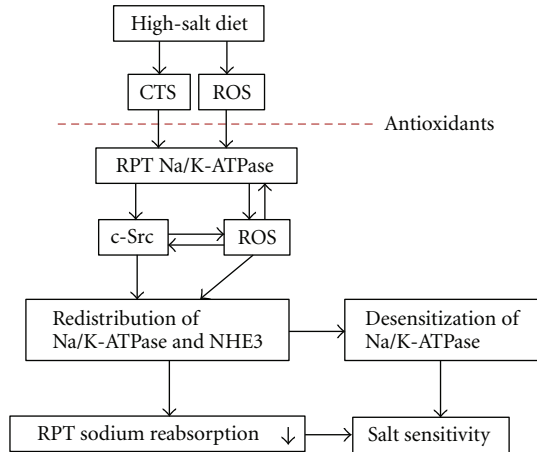 High-salt diet
CTS
ROS
Antioxidants
RPT Na/K-ATPase
c-Src
ROS
Redistribution of
Na/K-ATPase and NHE3
Desensitization of
Na/K-ATPase
RPT sodium reabsorption ↓
Salt sensitivity